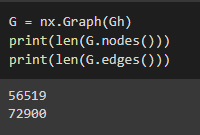 G = nx.Graph(Gh)
print(len(G.nodes()))
print(len(G.edges()))
56519
72900